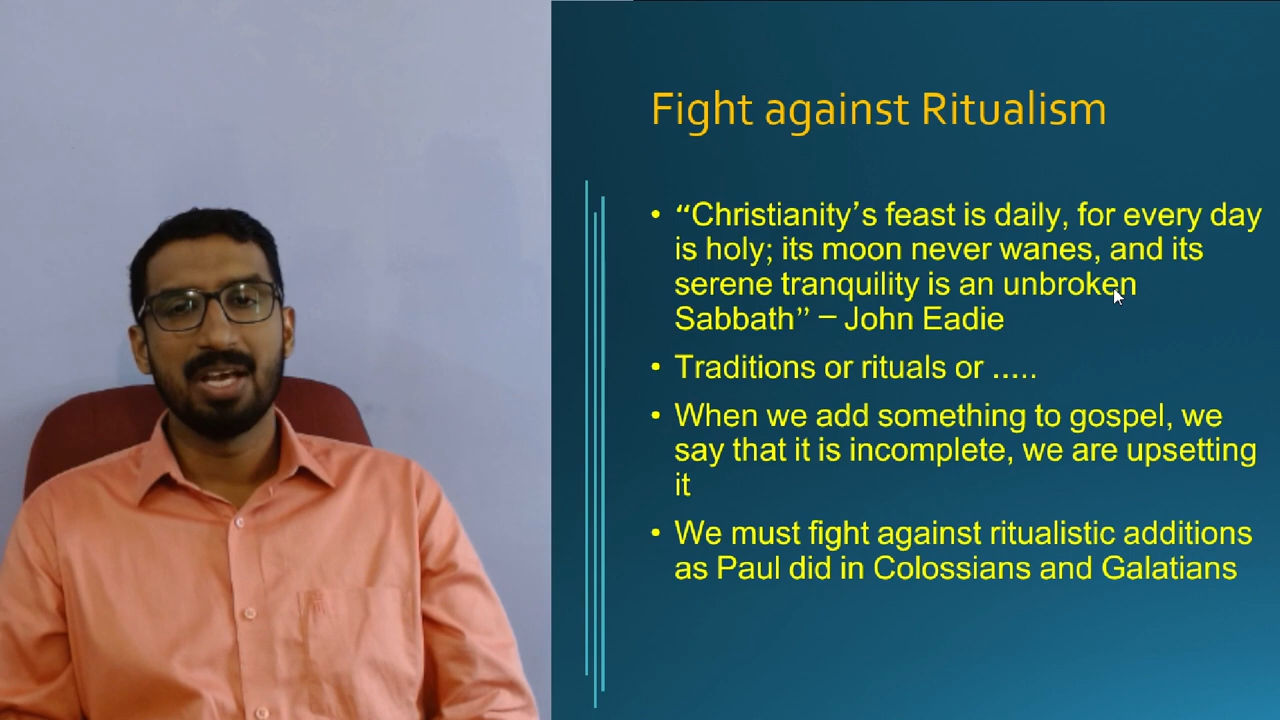 Fight against Ritualism
• “Christianity’s feast is daily, for every day
is holy; its moon never wanes, and its
serene tranquility is an unbroken
Sabbath” – John Eadie
• Traditions or rituals or .....
• When we add something to gospel, we
say that it is incomplete, we are upsetting
it
• We must fight against ritualistic additions
as Paul did in Colossians and Galatians